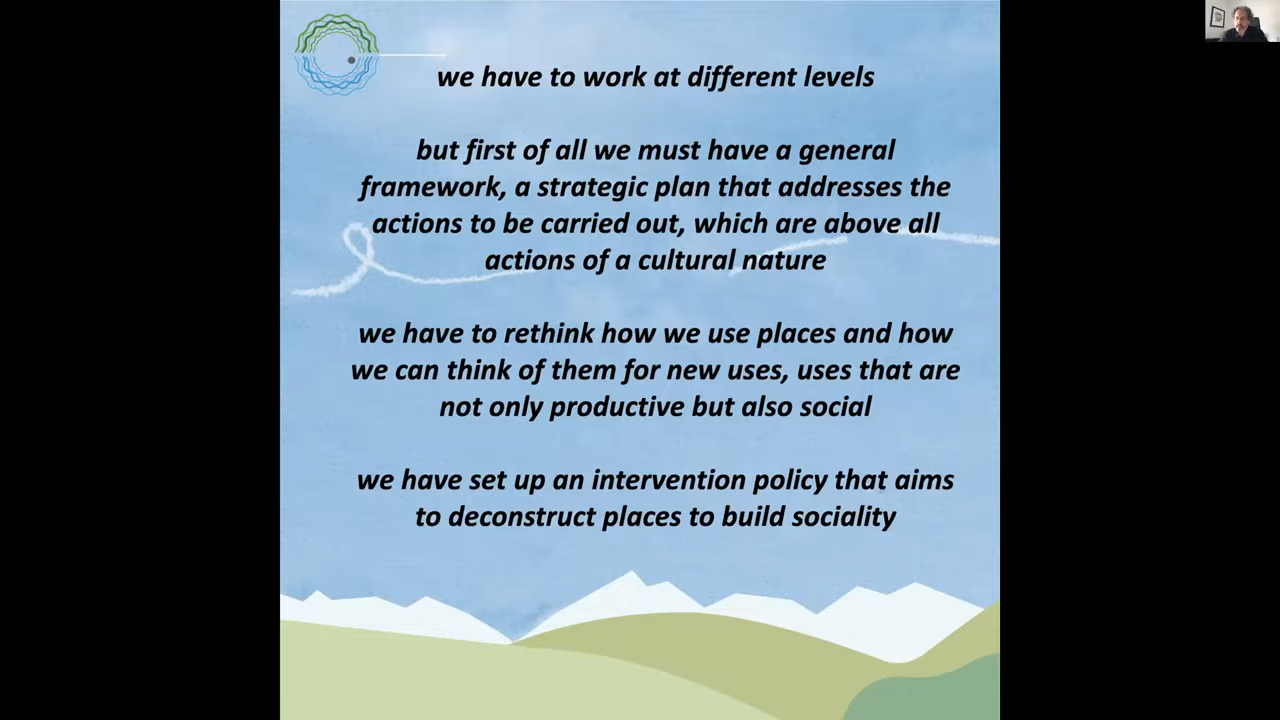 we have to work at different levels
but first of all we must have a general
framework, a strategic plan that addresses the
actions to be carried out, which are above all
actions of a cultural nature
we have to rethink how we use places and how
we can think of them for new uses, uses that are
not only productive but also social
we have set up an intervention policy that aims
to deconstruct places to build sociality